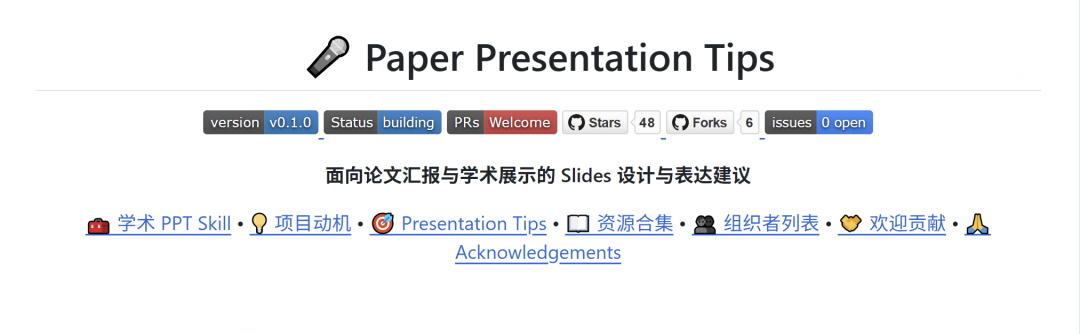 🎤 Paper Presentation Tips
version v0.1.0 Status building PRs Welcome Stars 48 Forks 6 issues 0 open
面向论文汇报与学术展示的 Slides 设计与表达建议
🧰 学术 PPT Skill • 💡 项目动机 • 🎯 Presentation Tips • 📖 资源合集 • 👥 组织者列表 • 🤝 欢迎贡献 • 🙏
Acknowledgements